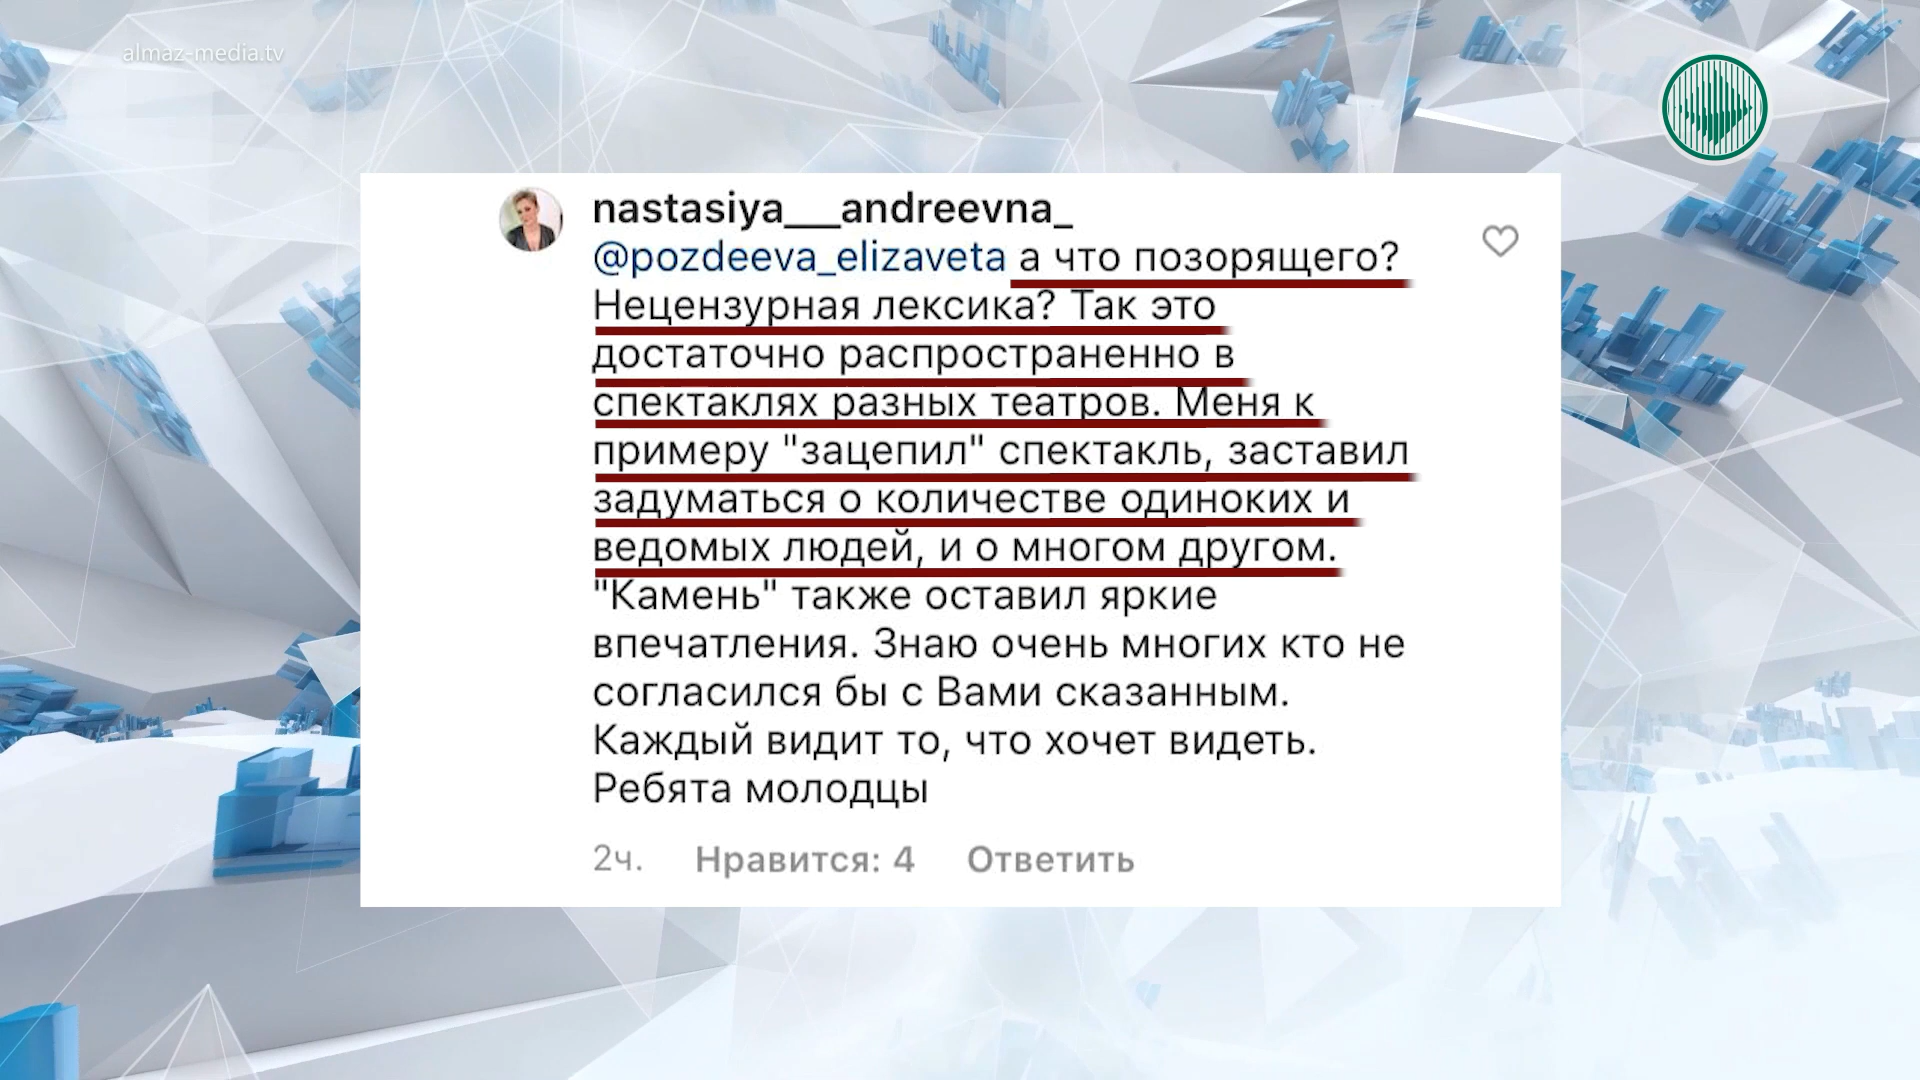 almaz-media.tv
nastasiya___andreevna_
@pozdeeva_elizaveta а что позорящего?
Нецензурная лексика? Так это
достаточно распространенно в
спектаклях разных театров. Меня к
примеру "зацепил" спектакль, заставил
задуматься о количестве одиноких и
ведомых людей, и о многом другом.
"Камень" также оставил яркие
впечатления. Знаю очень многих кто не
согласился бы с Вами сказанным.
Каждый видит то, что хочет видеть.
Ребята молодцы
2ч. Нравится: 4 Ответить